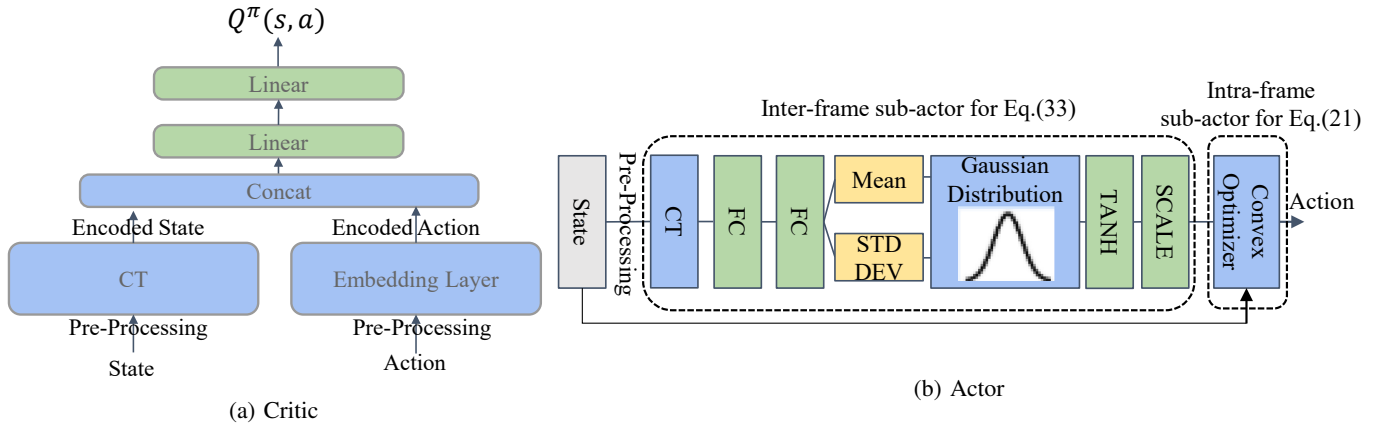 Q^π(s, a)
Linear
Linear
Concat
Encoded State
Encoded Action
CT
Embedding Layer
Pre-Processing
Pre-Processing
State
Action
(a) Critic
Inter-frame sub-actor for Eq.(33)
Intra-frame
sub-actor for Eq.(21)
State
Pre-Processing
CT
FC
FC
Mean
STD
DEV
Gaussian
Distribution
TANH
SCALE
Convex
Optimizer
Action
(b) Actor